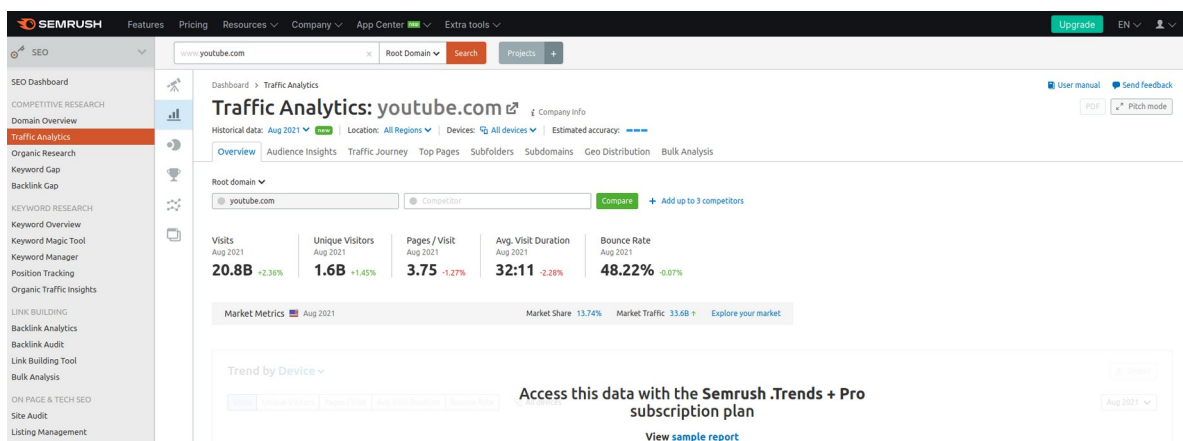 SEMRUSH Features Pricing Resources Company App Center new Extra tools Upgrade EN
SEO
www.youtube.com × Root Domain Search Projects +
SEO Dashboard
COMPETITIVE RESEARCH
Domain Overview
Traffic Analytics
Organic Research
Keyword Gap
Backlink Gap
KEYWORD RESEARCH
Keyword Overview
Keyword Magic Tool
Keyword Manager
Position Tracking
Organic Traffic Insights
LINK BUILDING
Backlink Analytics
Backlink Audit
Link Building Tool
Bulk Analysis
ON PAGE & TECH SEO
Site Audit
Listing Management
Dashboard > Traffic Analytics User manual Send feedback
Traffic Analytics: youtube.com i Company Info PDF Pitch mode
Historical data: Aug 2021 new Location: All Regions Devices: All devices Estimated accuracy:
Overview Audience Insights Traffic Journey Top Pages Subfolders Subdomains Geo Distribution Bulk Analysis
Root domain
youtube.com Competitor Compare + Add up to 3 competitors
Visits Unique Visitors Pages / Visit Avg. Visit Duration Bounce Rate
Aug 2021 Aug 2021 Aug 2021 Aug 2021 Aug 2021
20.8B +2.36% 1.6B +1.45% 3.75 -1.27% 32:11 -2.28% 48.22% -0.07%
Market Metrics Aug 2021 Market Share 13.74% Market Traffic 33.6B ↑ Explore your market
Trend by Device
Access this data with the Semrush .Trends + Pro
subscription plan
Aug 2021
View sample report